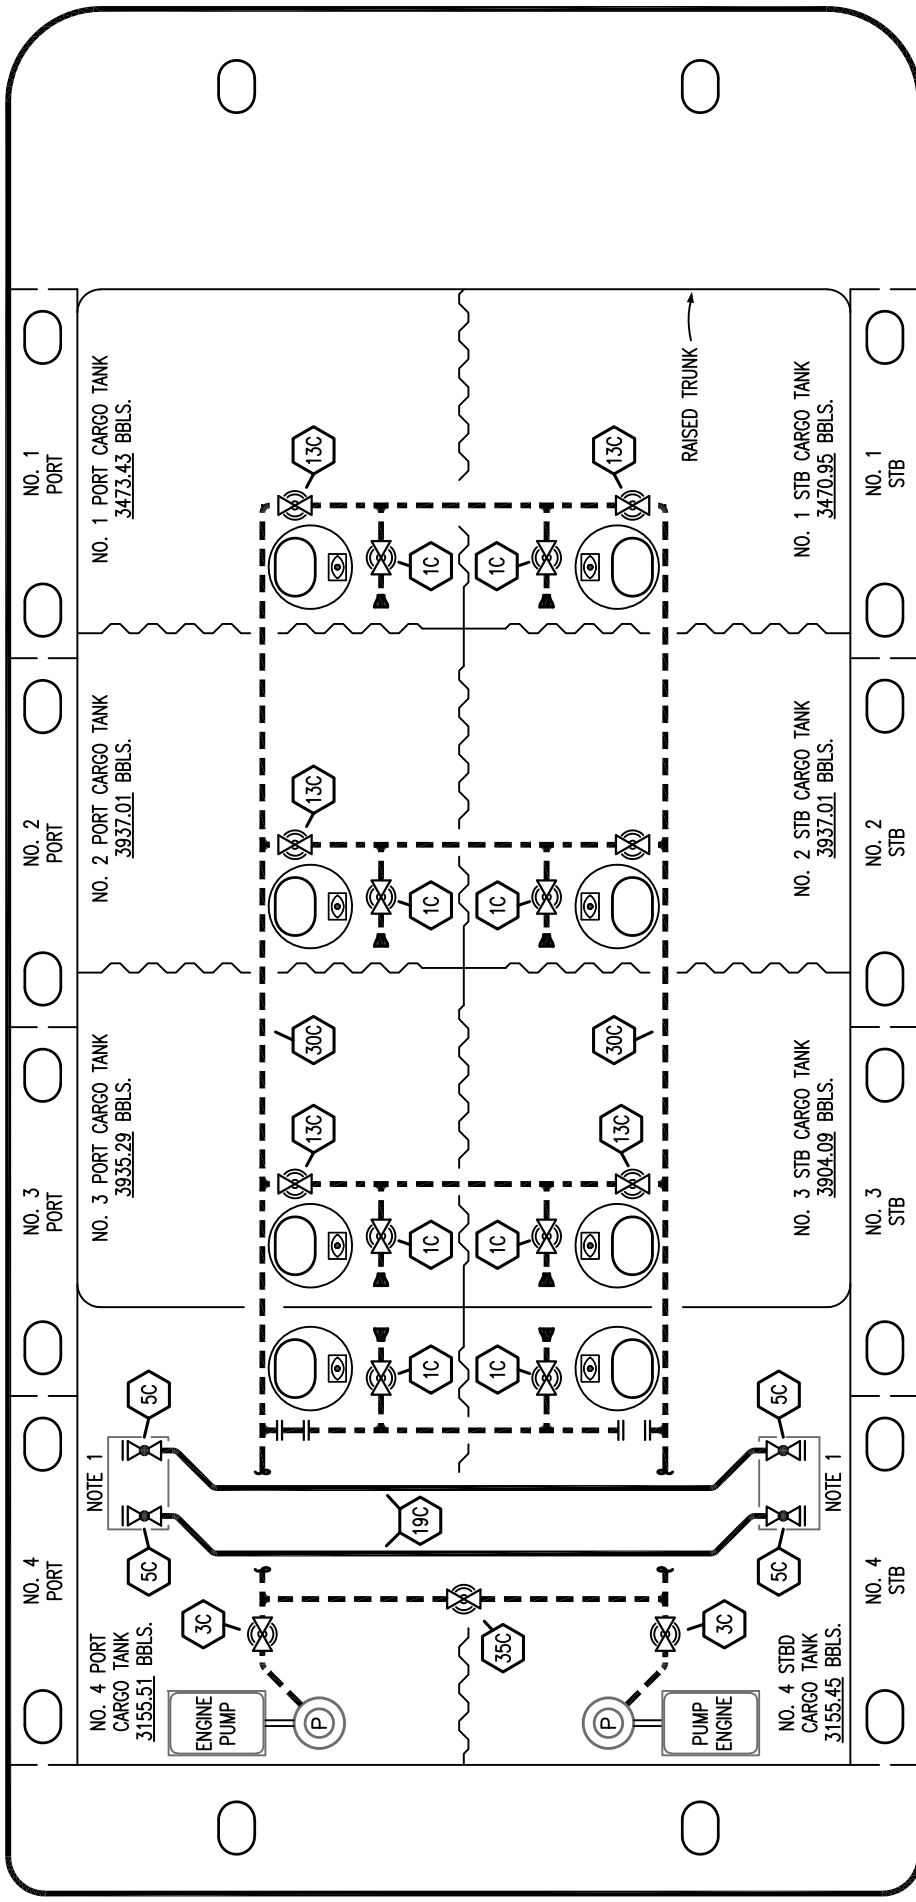 NO. 1
PORT
NO. 2
PORT
NO. 3
PORT
NO. 4
PORT
NO. 1 PORT CARGO TANK
3473.43 BBLS.
NO. 2 PORT CARGO TANK
3937.01 BBLS.
NO. 3 PORT CARGO TANK
3935.29 BBLS.
NO. 4 PORT
CARGO TANK
3155.51 BBLS.
NOTE 1
5C
5C
3C
ENGINE
PUMP
P
13C
13C
13C
30C
1C
1C
1C
1C
19C
35C
1C
1C
1C
1C
13C
13C
30C
3C
P
PUMP
ENGINE
5C
5C
NOTE 1
RAISED TRUNK
NO. 1 STB CARGO TANK
3470.95 BBLS.
NO. 2 STB CARGO TANK
3937.01 BBLS.
NO. 3 STB CARGO TANK
3904.09 BBLS.
NO. 4 STBD
CARGO TANK
3155.45 BBLS.
NO. 1
STB
NO. 2
STB
NO. 3
STB
NO. 4
STB